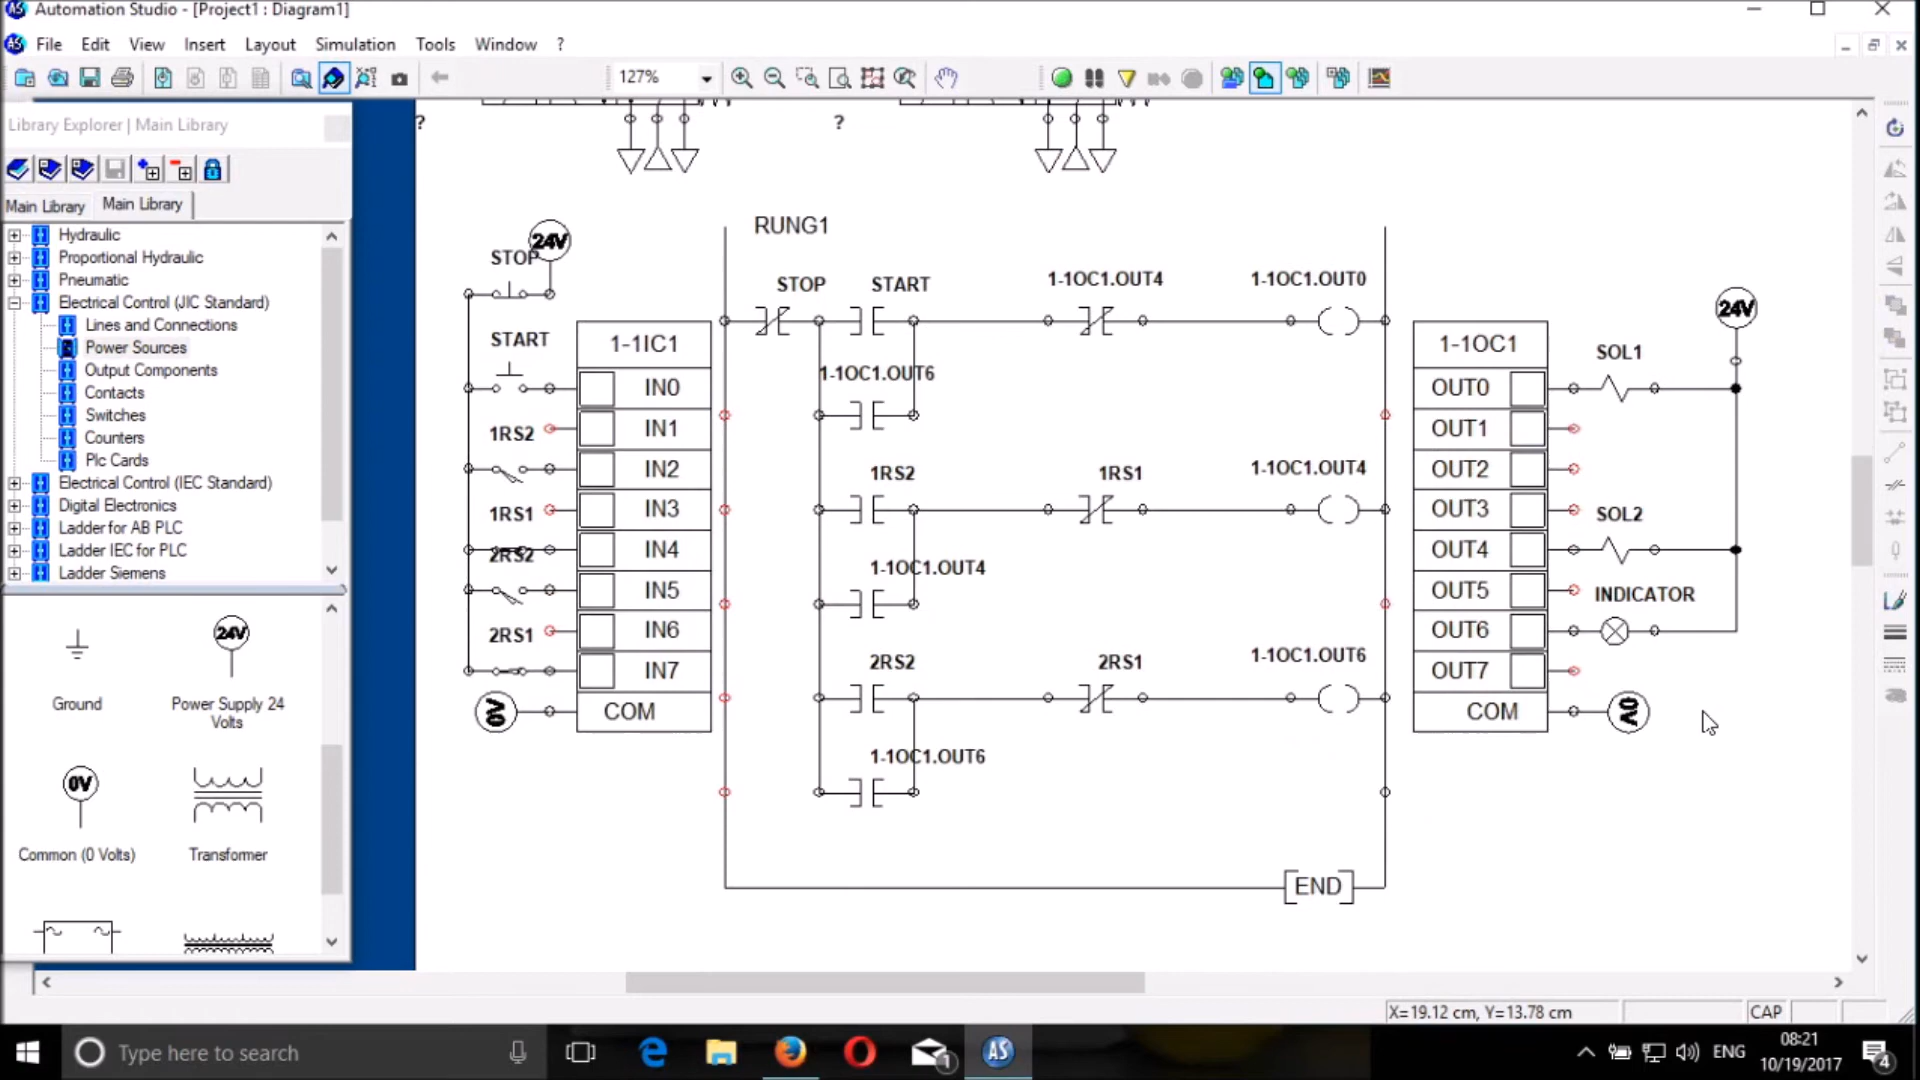 Automation Studio - [Project1 : Diagram1]
File Edit View Insert Layout Simulation Tools Window ?
127%
Library Explorer | Main Library
Main Library Main Library
Hydraulic
Proportional Hydraulic
Pneumatic
Electrical Control (JIC Standard)
Lines and Connections
Power Sources
Output Components
Contacts
Switches
Counters
Plc Cards
Electrical Control (IEC Standard)
Digital Electronics
Ladder for AB PLC
Ladder IEC for PLC
Ladder Siemens
24V
Ground
Power Supply 24
Volts
0V
Common (0 Volts)
Transformer
? ?
24V
STOP
START
1RS2
1RS1
2RS2
2RS1
0V
1-1IC1
IN0
IN1
IN2
IN3
IN4
IN5
IN6
IN7
COM
RUNG1
STOP START 1-1OC1.OUT4 1-1OC1.OUT0
1-1OC1.OUT6
1RS2 1RS1 1-1OC1.OUT4
1-1OC1.OUT4
2RS2 2RS1 1-1OC1.OUT6
1-1OC1.OUT6
END
1-1OC1
OUT0
OUT1
OUT2
OUT3
OUT4
OUT5
OUT6
OUT7
COM
24V
SOL1
SOL2
INDICATOR
0V
X=19.12 cm, Y=13.78 cm CAP
Type here to search
1
AS
ENG
08:21
10/19/2017
4